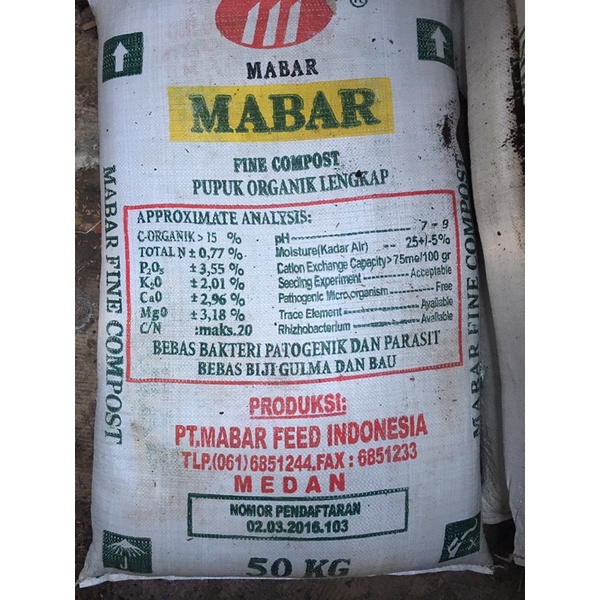 ®
MABAR
MABAR
FINE COMPOST
PUPUK ORGANIK LENGKAP
APPROXIMATE ANALYSIS:
C-ORGANIK > 15 %
TOTAL N ± 0,77 %
P₂O₅ ± 3,55 %
K₂O ± 2,01 %
CaO ± 2,96 %
MgO ± 3,18 %
C/N :maks.20
pH 7 - 9
Moisture(Kadar Air) 25+/-5%
Cation Exchange Capacity > 75me/100 gr
Seeding Experiment Acceptable
Pathogenic Micro,organism Free
Trace Element Available
Rhizhobacterium Available
BEBAS BAKTERI PATOGENIK DAN PARASIT
BEBAS BIJI GULMA DAN BAU
PRODUKSI:
PT.MABAR FEED INDONESIA
TLP.(061)6851244.FAX : 6851233
MEDAN
NOMOR PENDAFTARAN
02.03.2016.103
50 KG
MABAR FINE COMPOST
MABAR FINE COMPOST